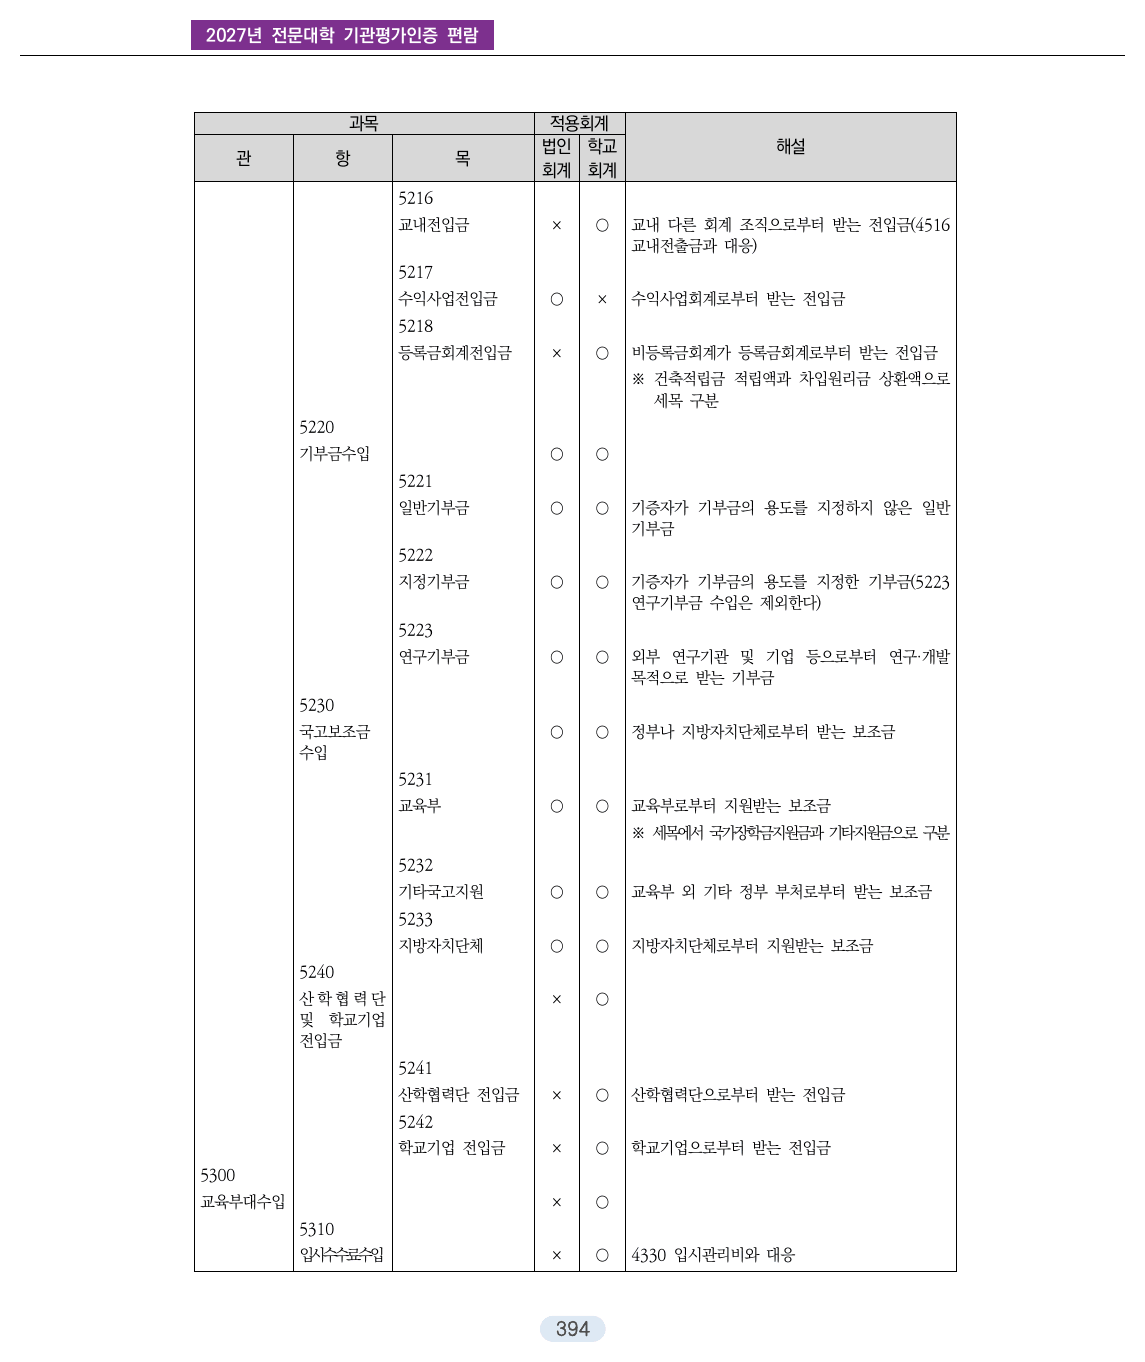 2027년 전문대학 기관평가인증 편람
과목 적용회계 해설
관 항 목 법인 회계 학교 회계
5216
교내전입금 × ○ 교내 다른 회계 조직으로부터 받는 전입금(4516
교내전출금과 대응)
5217
수익사업전입금 ○ × 수익사업회계로부터 받는 전입금
5218
등록금회계전입금 × ○ 비등록금회계가 등록금회계로부터 받는 전입금
※ 건축적립금 적립액과 차입원리금 상환액으로
세목 구분
5220
기부금수입 ○ ○
5221
일반기부금 ○ ○ 기증자가 기부금의 용도를 지정하지 않은 일반
기부금
5222
지정기부금 ○ ○ 기증자가 기부금의 용도를 지정한 기부금(5223
연구기부금 수입은 제외한다)
5223
연구기부금 ○ ○ 외부 연구기관 및 기업 등으로부터 연구·개발
목적으로 받는 기부금
5230
국고보조금 ○ ○ 정부나 지방자치단체로부터 받는 보조금
수입
5231
교육부 ○ ○ 교육부로부터 지원받는 보조금
※ 세목에서 국가장학금지원금과 기타지원금으로 구분
5232
기타국고지원 ○ ○ 교육부 외 기타 정부 부처로부터 받는 보조금
5233
지방자치단체 ○ ○ 지방자치단체로부터 지원받는 보조금
5240
산학협력단 × ○
및 학교기업
전입금
5241
산학협력단 전입금 × ○ 산학협력단으로부터 받는 전입금
5242
학교기업 전입금 × ○ 학교기업으로부터 받는 전입금
5300
교육부대수입 × ○
5310
입시수수료수입 × ○ 4330 입시관리비와 대응
394